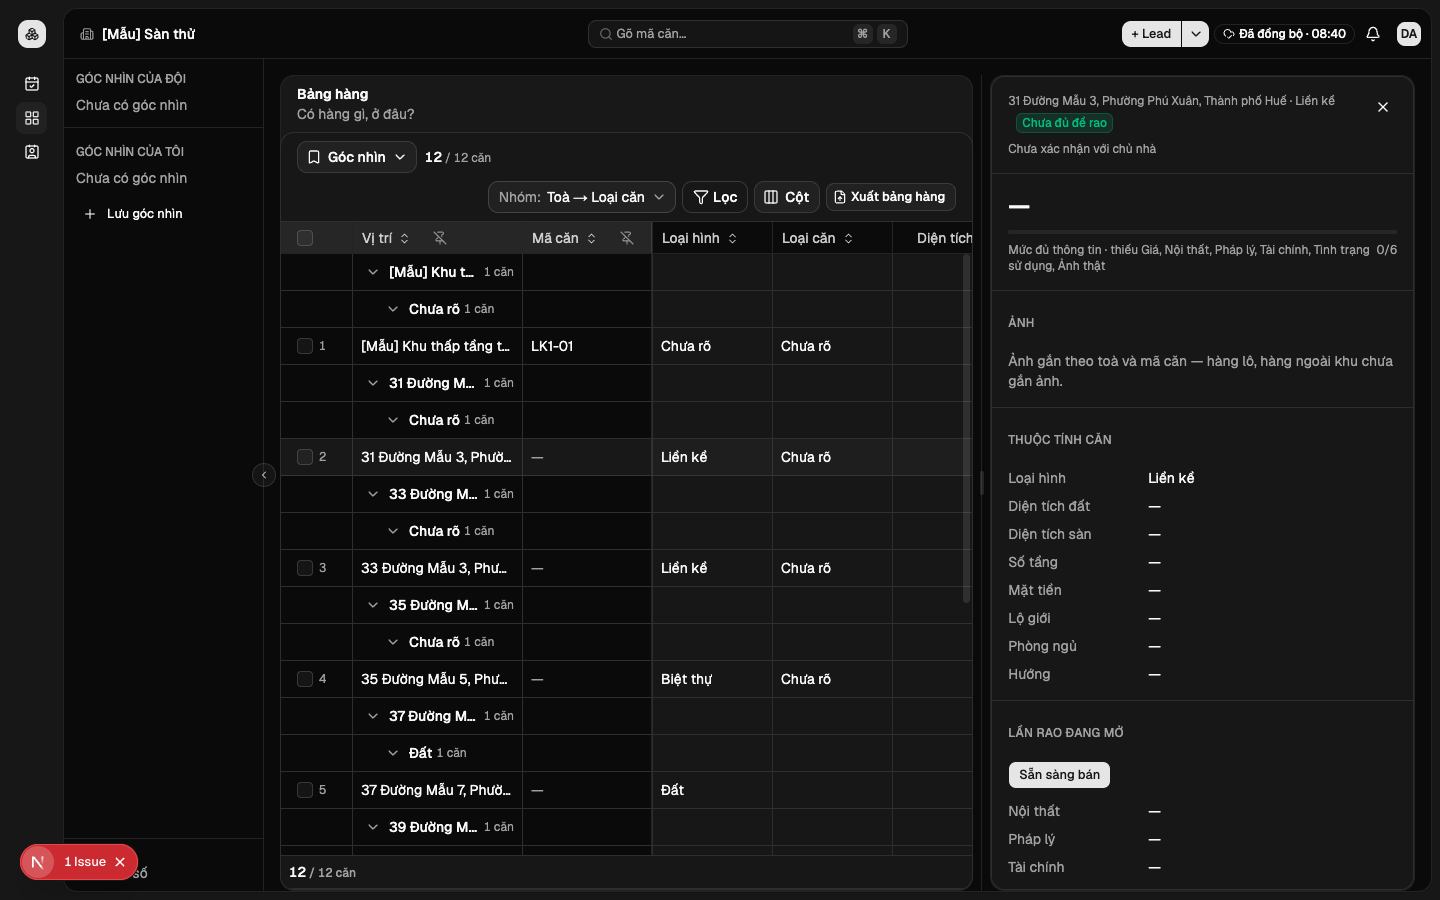 [Mẫu] Sàn thử
Gõ mã căn...
⌘ K
+ Lead
Đã đồng bộ · 08:40
DA
GÓC NHÌN CỦA ĐỘI
Chưa có góc nhìn
GÓC NHÌN CỦA TÔI
Chưa có góc nhìn
+ Lưu góc nhìn
Bảng hàng
Có hàng gì, ở đâu?
Góc nhìn
12 / 12 căn
Nhóm: Toà → Loại căn
Lọc
Cột
Xuất bảng hàng
Vị trí Mã căn Loại hình Loại căn Diện tích
[Mẫu] Khu t... 1 căn
Chưa rõ 1 căn
1 [Mẫu] Khu thấp tầng t... LK1-01 Chưa rõ Chưa rõ
31 Đường M... 1 căn
Chưa rõ 1 căn
2 31 Đường Mẫu 3, Phườ... — Liền kề Chưa rõ
33 Đường M... 1 căn
Chưa rõ 1 căn
3 33 Đường Mẫu 3, Phư... — Liền kề Chưa rõ
35 Đường M... 1 căn
Chưa rõ 1 căn
4 35 Đường Mẫu 5, Phư... — Biệt thự Chưa rõ
37 Đường M... 1 căn
Đất 1 căn
5 37 Đường Mẫu 7, Phườ... — Đất
39 Đường M... 1 căn
12 / 12 căn
31 Đường Mẫu 3, Phường Phú Xuân, Thành phố Huế · Liền kề
Chưa đủ để rao
Chưa xác nhận với chủ nhà
—
Mức đủ thông tin · thiếu Giá, Nội thất, Pháp lý, Tài chính, Tình trạng 0/6
sử dụng, Ảnh thật
ẢNH
Ảnh gắn theo toà và mã căn — hàng lô, hàng ngoài khu chưa
gắn ảnh.
THUỘC TÍNH CĂN
Loại hình Liền kề
Diện tích đất —
Diện tích sàn —
Số tầng —
Mặt tiền —
Lộ giới —
Phòng ngủ —
Hướng —
LẦN RAO ĐANG MỞ
Sẵn sàng bán
Nội thất —
Pháp lý —
Tài chính —
N 1 Issue
số